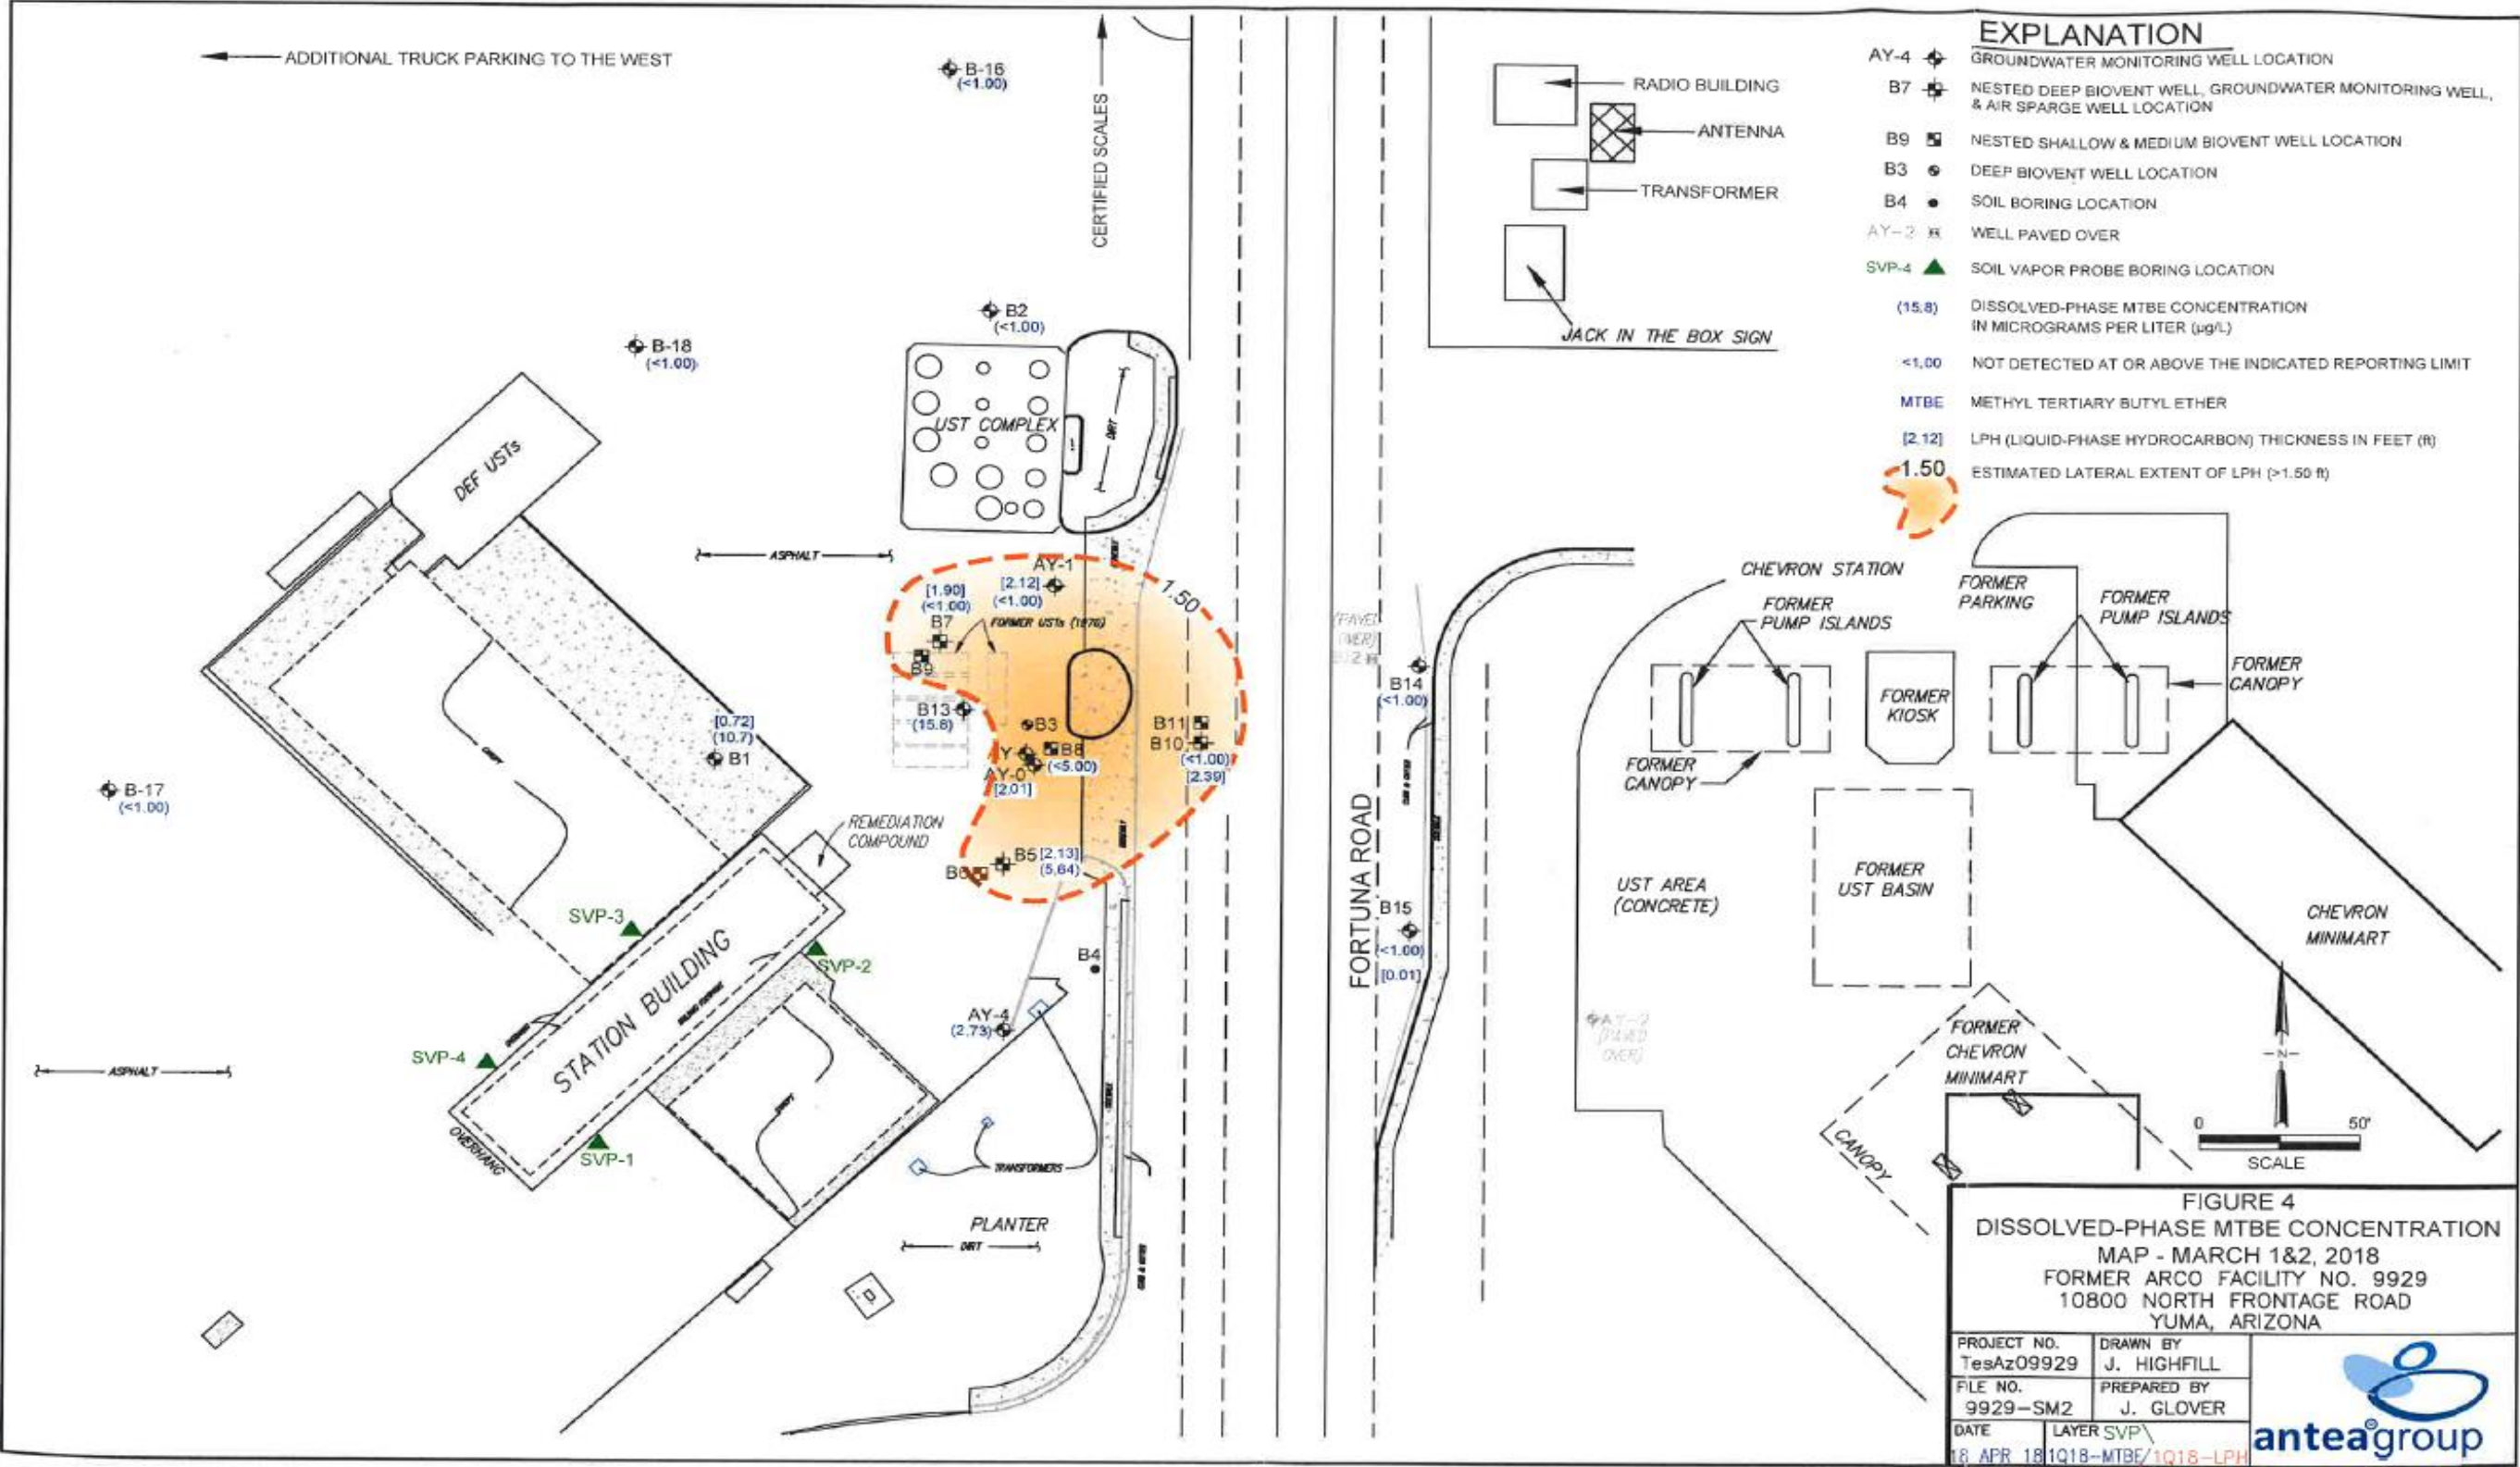 ADDITIONAL TRUCK PARKING TO THE WEST
B-16
(<1.00)
CERTIFIED SCALES
RADIO BUILDING
ANTENNA
TRANSFORMER
JACK IN THE BOX SIGN
EXPLANATION
AY-4 GROUNDWATER MONITORING WELL LOCATION
B7 NESTED DEEP BIOVENT WELL, GROUNDWATER MONITORING WELL,
& AIR SPARGE WELL LOCATION
B9 NESTED SHALLOW & MEDIUM BIOVENT WELL LOCATION
B3 DEEP BIOVENT WELL LOCATION
B4 SOIL BORING LOCATION
AY-2 WELL PAVED OVER
SVP-4 SOIL VAPOR PROBE BORING LOCATION
(15.8) DISSOLVED-PHASE MTBE CONCENTRATION
IN MICROGRAMS PER LITER (µg/L)
<1.00 NOT DETECTED AT OR ABOVE THE INDICATED REPORTING LIMIT
MTBE METHYL TERTIARY BUTYL ETHER
[2.12] LPH (LIQUID-PHASE HYDROCARBON) THICKNESS IN FEET (ft)
1.50 ESTIMATED LATERAL EXTENT OF LPH (>1.50 ft)
B2
(<1.00)
B-18
(<1.00)
UST COMPLEX
DIRT
DEF USTs
ASPHALT
AY-1
[2.12]
(<1.00)
[1.90]
(<1.00)
B7
FORMER USTs (1976)
B9
1.50
B13
(15.8)
B3
B8
(<5.00)
AY-0
[2.01]
B11
B10
(<1.00)
[2.39]
[0.72]
(10.7)
B1
B-17
(<1.00)
CANOPY
REMEDIATION
COMPOUND
B5 [2.13]
(5.64)
B6
B4
SVP-3
SVP-2
STATION BUILDING
AY-4
(2.73)
SVP-4
ASPHALT
OVERHANG
SVP-1
CANOPY
TRANSFORMERS
PLANTER
DIRT
FORTUNA ROAD
B14
(<1.00)
B15
(<1.00)
[0.01]
CHEVRON STATION
FORMER
PUMP ISLANDS
FORMER
PARKING
FORMER
PUMP ISLANDS
FORMER
CANOPY
FORMER
KIOSK
FORMER
CANOPY
UST AREA
(CONCRETE)
FORMER
UST BASIN
CHEVRON
MINIMART
AY-2
(PAVED
OVER)
FORMER
CHEVRON
MINIMART
CANOPY
N
0 50'
SCALE
FIGURE 4
DISSOLVED-PHASE MTBE CONCENTRATION
MAP - MARCH 1&2, 2018
FORMER ARCO FACILITY NO. 9929
10800 NORTH FRONTAGE ROAD
YUMA, ARIZONA
PROJECT NO.
TesAz09929
DRAWN BY
J. HIGHFILL
FILE NO.
9929-SM2
PREPARED BY
J. GLOVER
DATE
18 APR 18
LAYER SVP\
1Q18-MTBE/1Q18-LPH
anteagroup